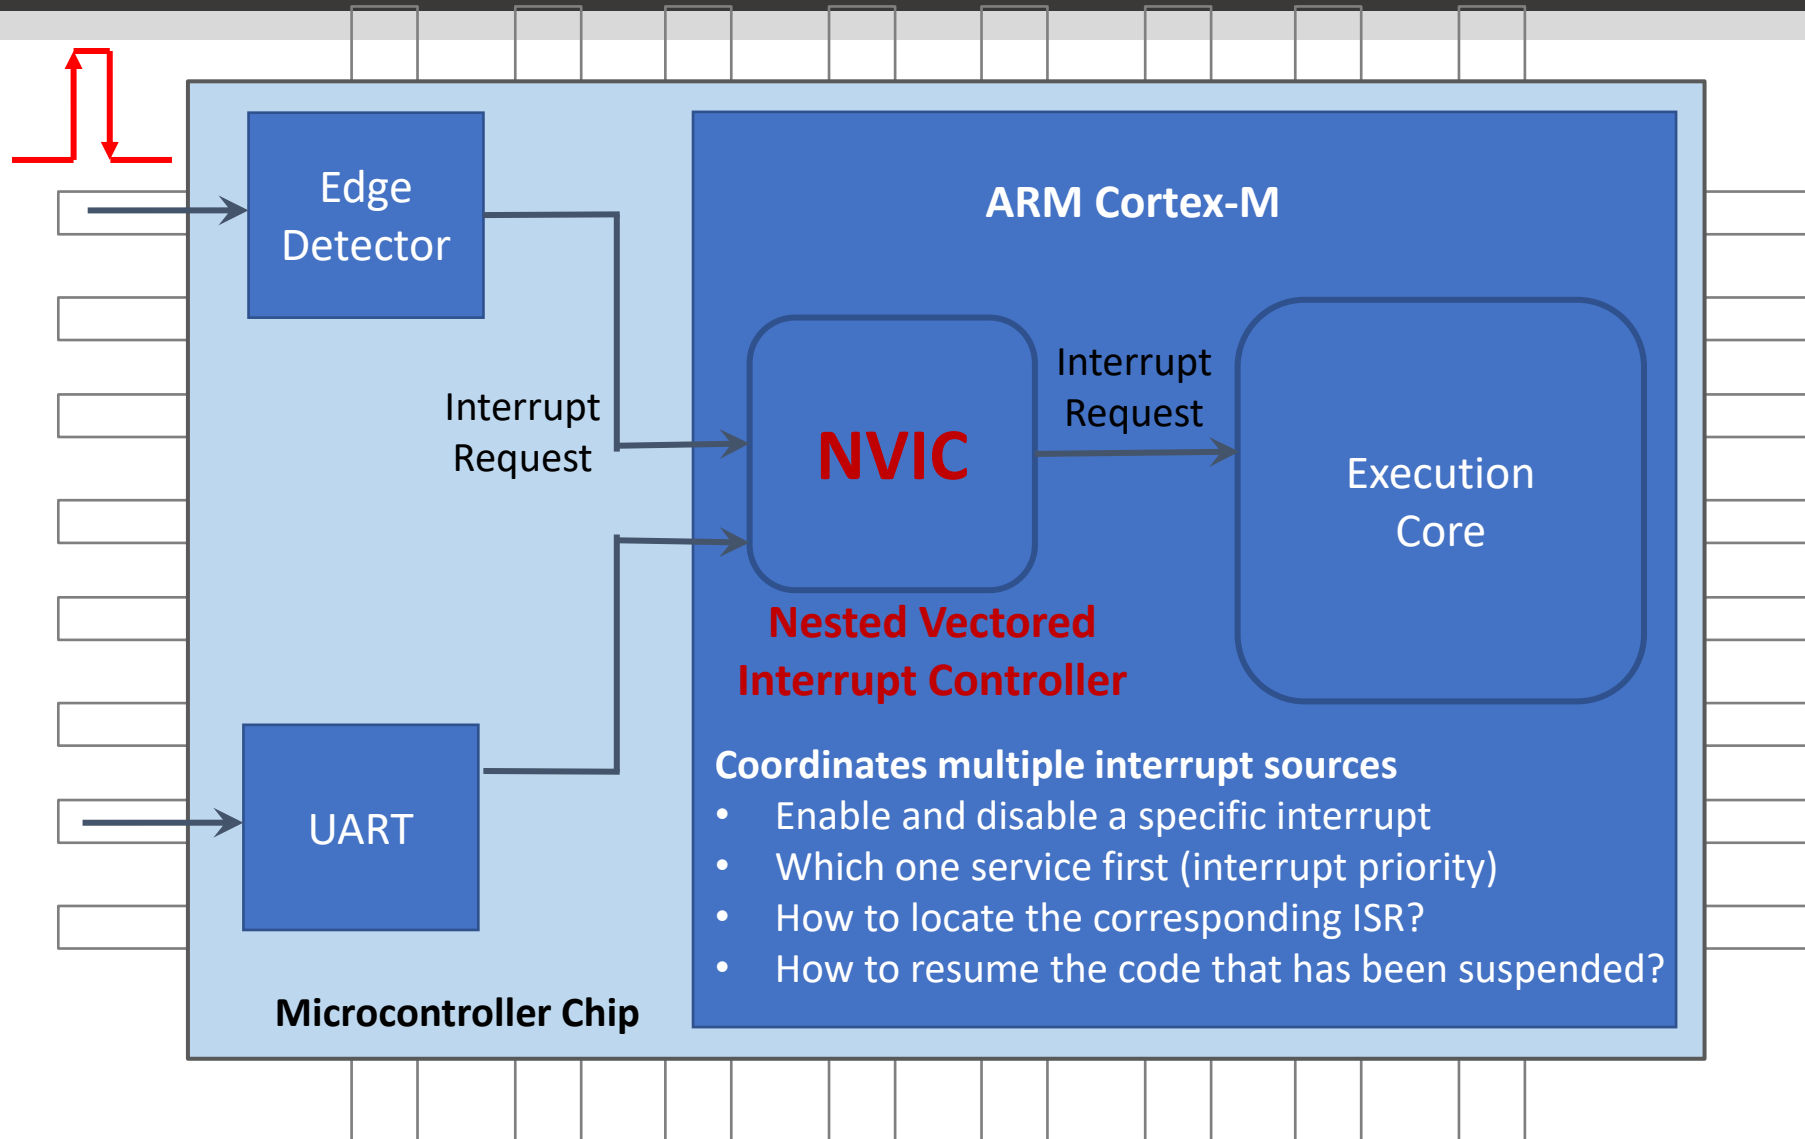 Edge
Detector
ARM Cortex-M
Interrupt
Request
NVIC
Interrupt
Request
Execution
Core
Nested Vectored
Interrupt Controller
UART
Coordinates multiple interrupt sources
• Enable and disable a specific interrupt
• Which one service first (interrupt priority)
• How to locate the corresponding ISR?
• How to resume the code that has been suspended?
Microcontroller Chip